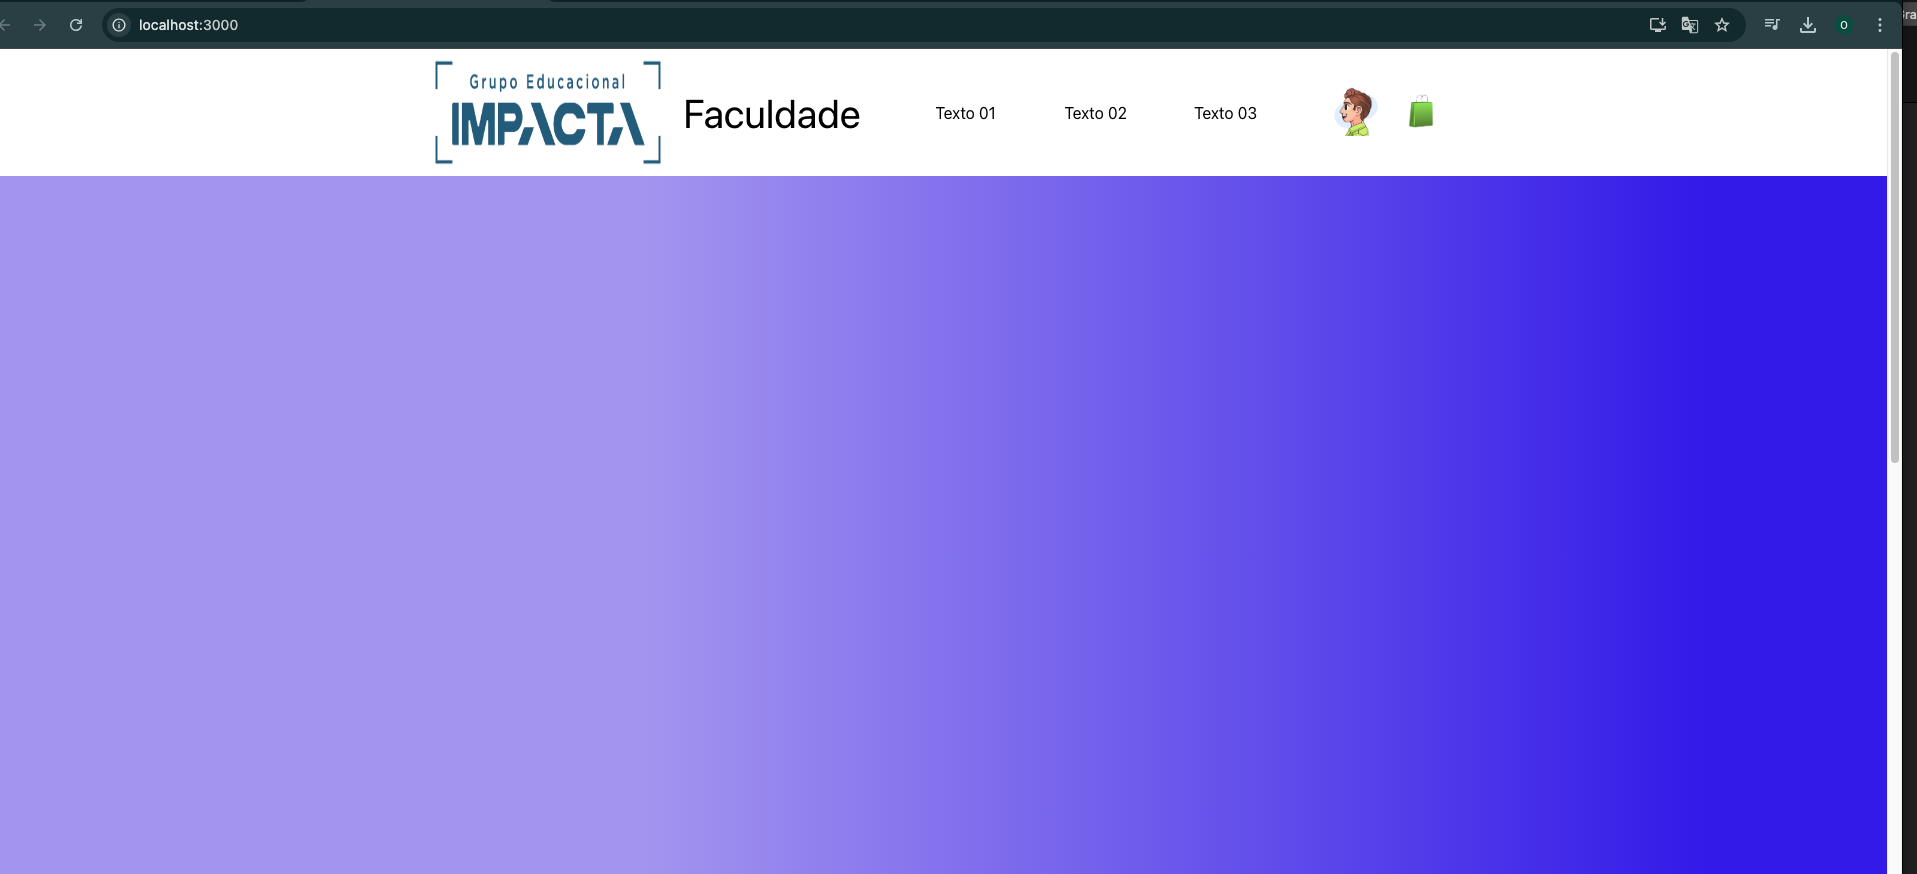 localhost:3000
O
Grupo Educacional
IMPACTA
Faculdade
Texto 01
Texto 02
Texto 03